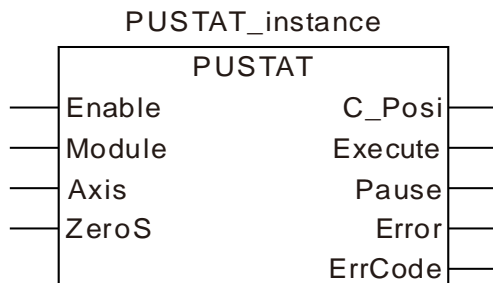 PUSTAT_instance
PUSTAT
Enable C_Posi
Module Execute
Axis Pause
ZeroS Error
ErrCode